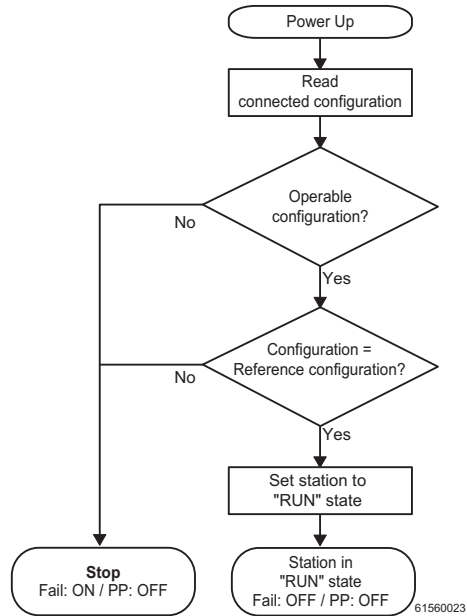 Power Up
Read
connected configuration
Operable
configuration?
No
Yes
Configuration =
Reference configuration?
No
Yes
Set station to
"RUN" state
Stop
Fail: ON / PP: OFF
Station in
"RUN" state
Fail: OFF / PP: OFF
61560023